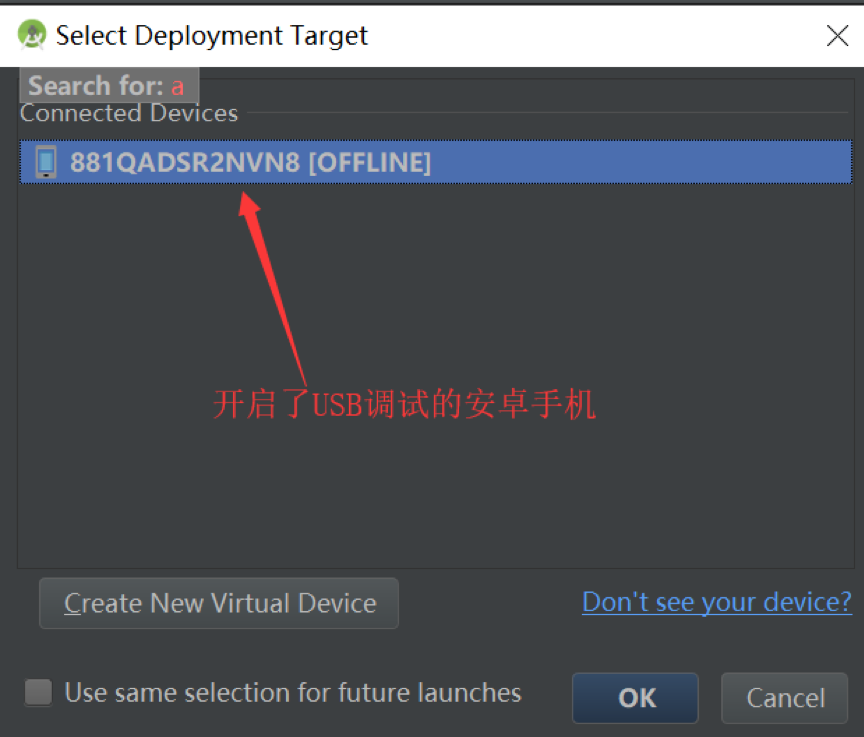 Select Deployment Target
Search for: a
Connected Devices
881QADSR2NVN8 [OFFLINE]
开启了USB调试的安卓手机
Create New Virtual Device
Don't see your device?
Use same selection for future launches
OK
Cancel